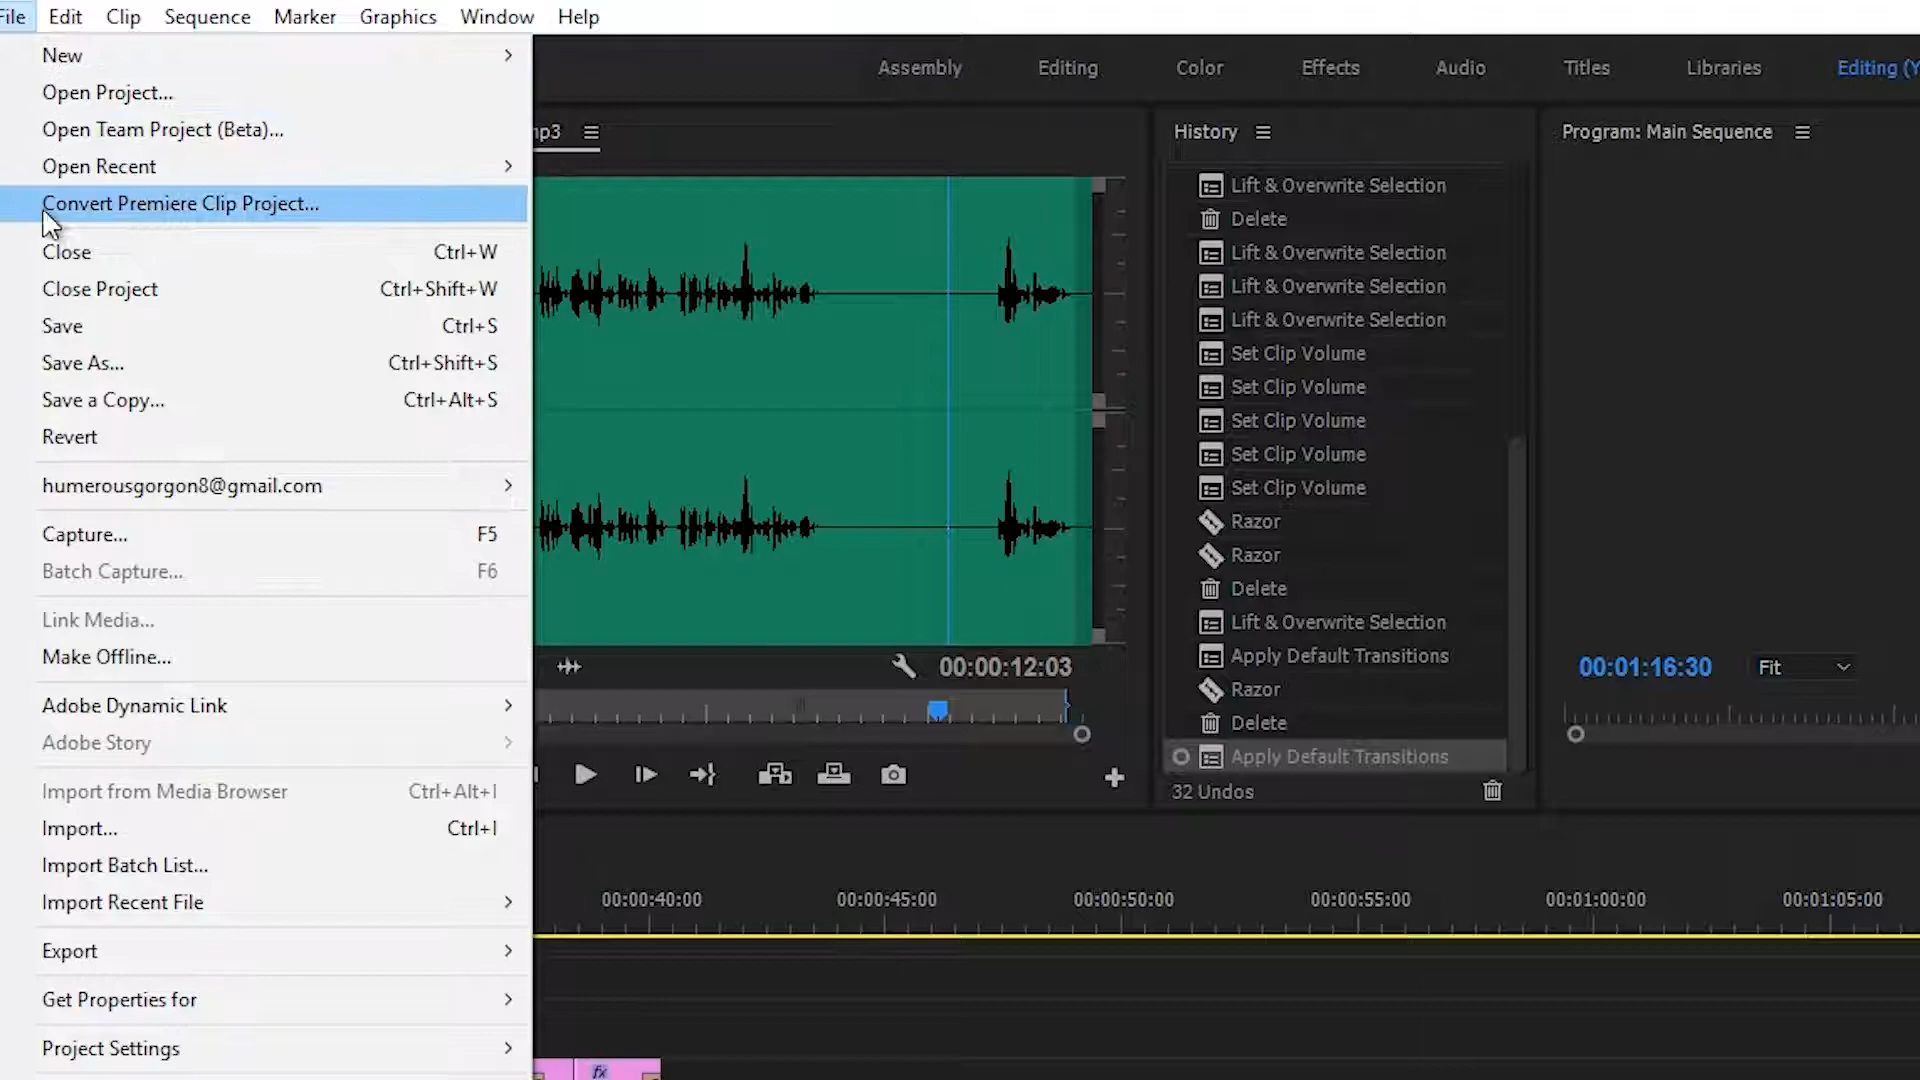 File Edit Clip Sequence Marker Graphics Window Help
New
Open Project...
Open Team Project (Beta)...
Open Recent
Convert Premiere Clip Project...
Close Ctrl+W
Close Project Ctrl+Shift+W
Save Ctrl+S
Save As... Ctrl+Shift+S
Save a Copy... Ctrl+Alt+S
Revert
humerousgorgon8@gmail.com
Capture... F5
Batch Capture... F6
Link Media...
Make Offline...
Adobe Dynamic Link
Adobe Story
Import from Media Browser Ctrl+Alt+I
Import... Ctrl+I
Import Batch List...
Import Recent File
Export
Get Properties for
Project Settings
Assembly Editing Color Effects Audio Titles Libraries Editing (Y
np3
00:00:12:03
History
Lift & Overwrite Selection
Delete
Lift & Overwrite Selection
Lift & Overwrite Selection
Lift & Overwrite Selection
Set Clip Volume
Set Clip Volume
Set Clip Volume
Set Clip Volume
Set Clip Volume
Razor
Razor
Delete
Lift & Overwrite Selection
Apply Default Transitions
Razor
Delete
Apply Default Transitions
32 Undos
Program: Main Sequence
00:01:16:30 Fit
00:00:40:00 00:00:45:00 00:00:50:00 00:00:55:00 00:01:00:00 00:01:05:00
fx